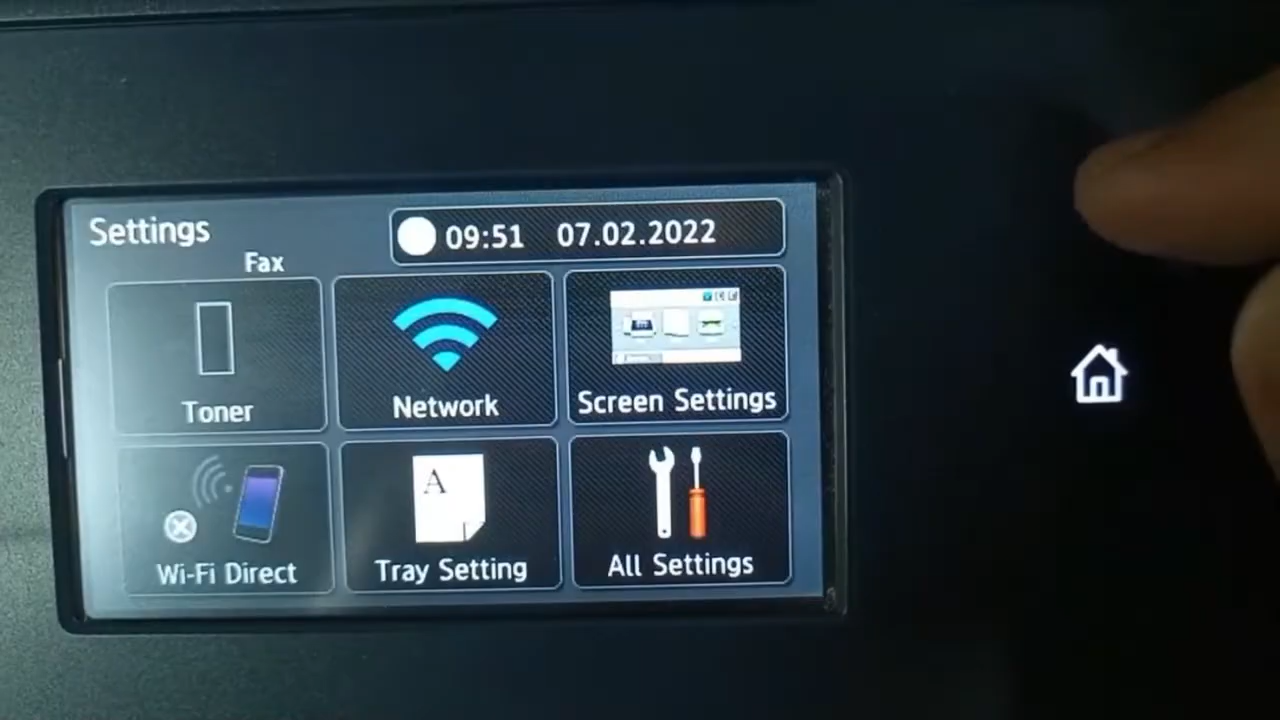 Settings
09:51 07.02.2022
Fax
Toner
Network
Screen Settings
A
Wi-Fi Direct
Tray Setting
All Settings